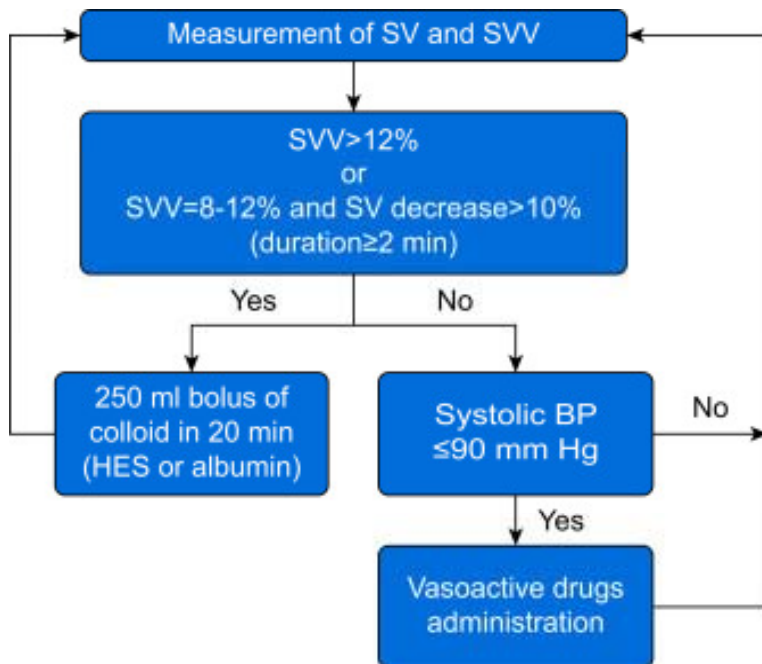 Measurement of SV and SVV
SVV>12%
or
SVV=8-12% and SV decrease>10%
(duration≥2 min)
Yes
No
250 ml bolus of
colloid in 20 min
(HES or albumin)
Systolic BP
≤90 mm Hg
No
Yes
Vasoactive drugs
administration